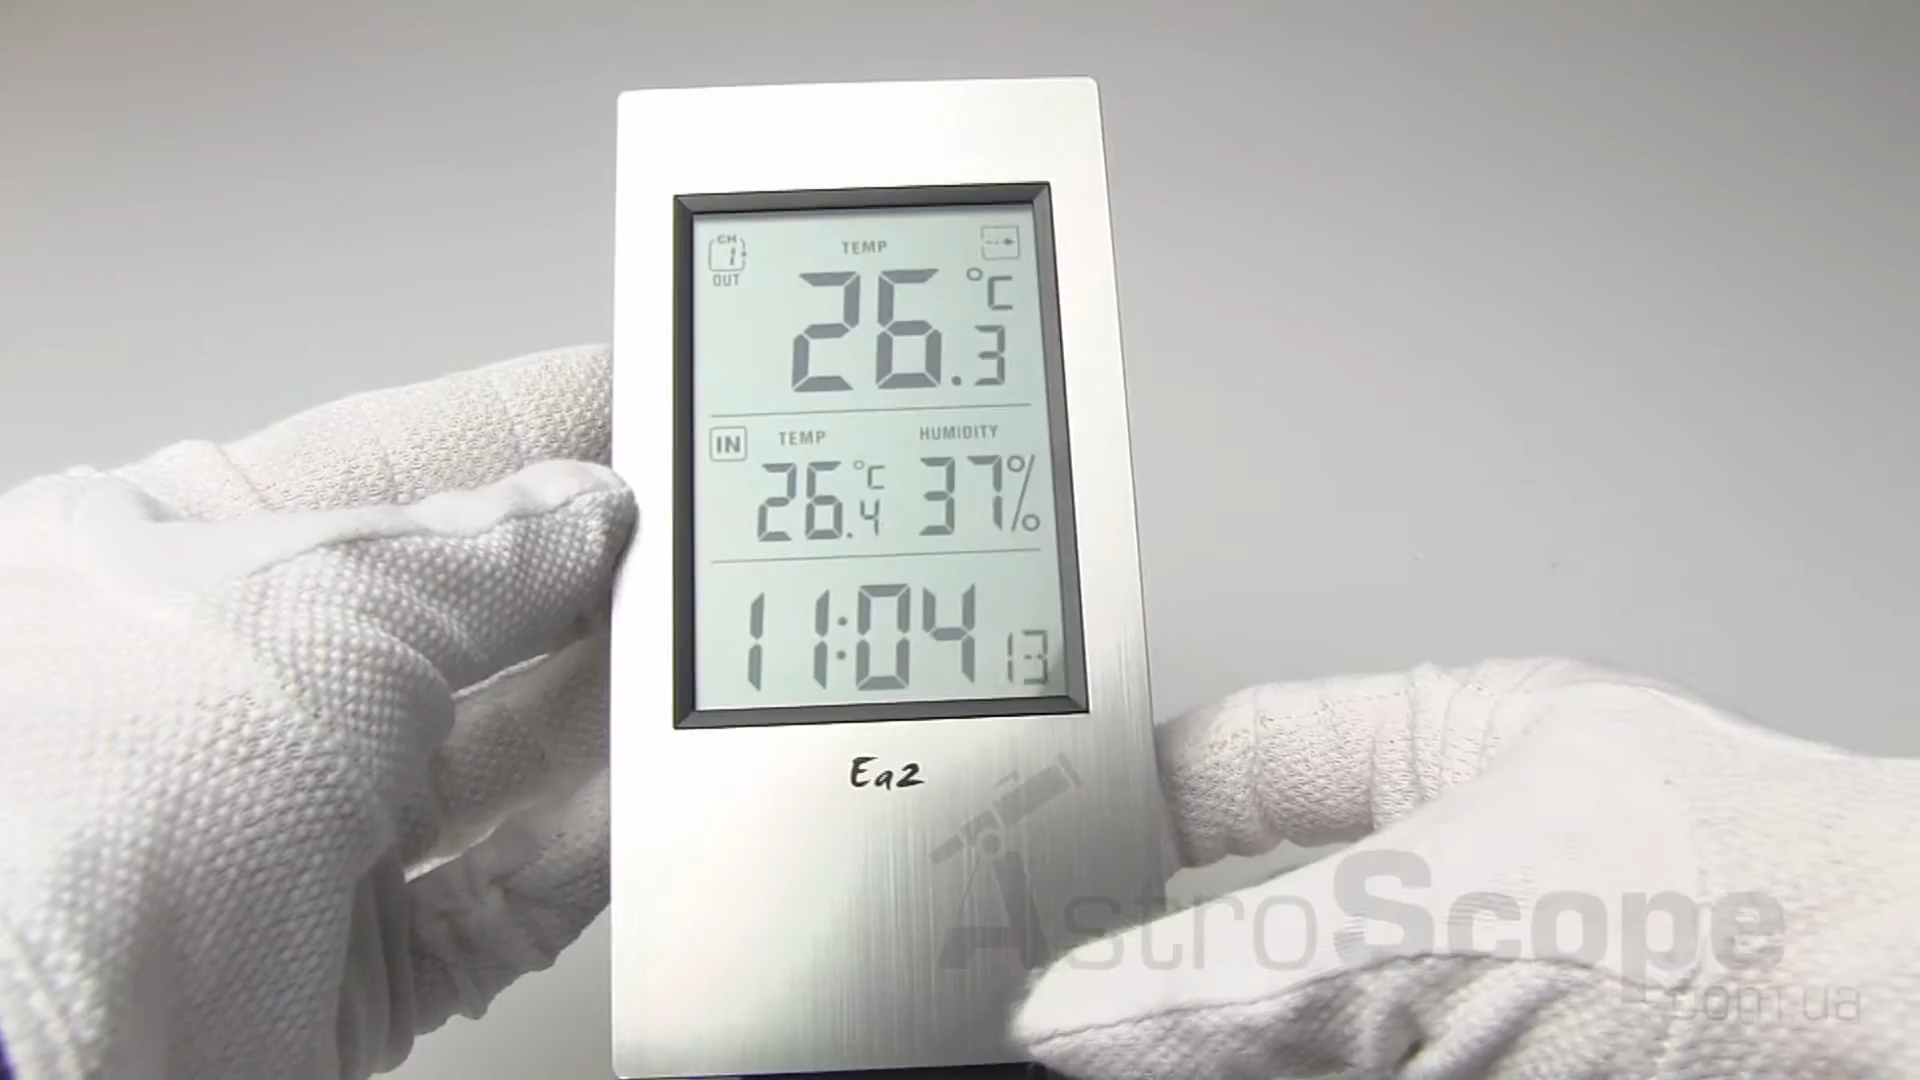 CH
1
OUT
TEMP
26.3 °C
IN
TEMP
HUMIDITY
26.4 °C
37%
11:04 13
Ea2
AstroScope
.com.ua